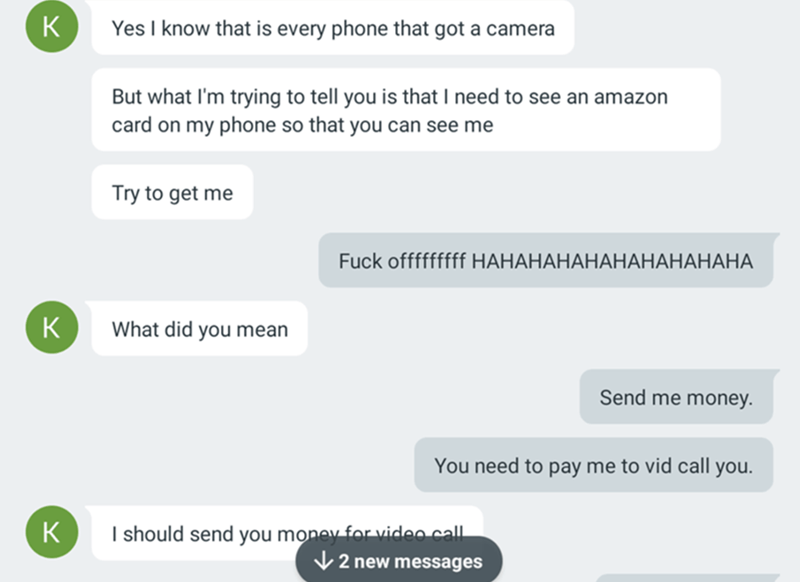 K
Yes I know that is every phone that got a camera
But what I'm trying to tell you is that I need to see an amazon
card on my phone so that you can see me
Try to get me
Fuck offfffffff HAHAHAHAHAHAHAHAHAHA
K
What did you mean
Send me money.
You need to pay me to vid call you.
K
I should send you money for video call
2 new messages